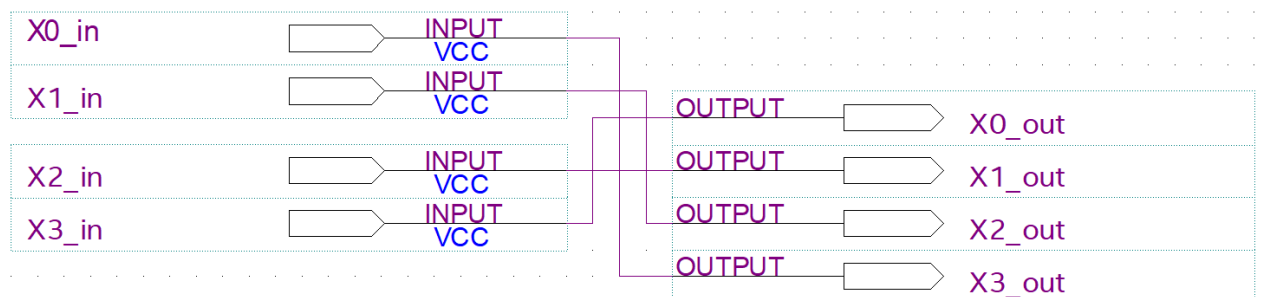 X0_in INPUT
VCC
X1_in INPUT
VCC
OUTPUT X0_out
X2_in INPUT
VCC
OUTPUT X1_out
X3_in INPUT
VCC
OUTPUT X2_out
OUTPUT X3_out